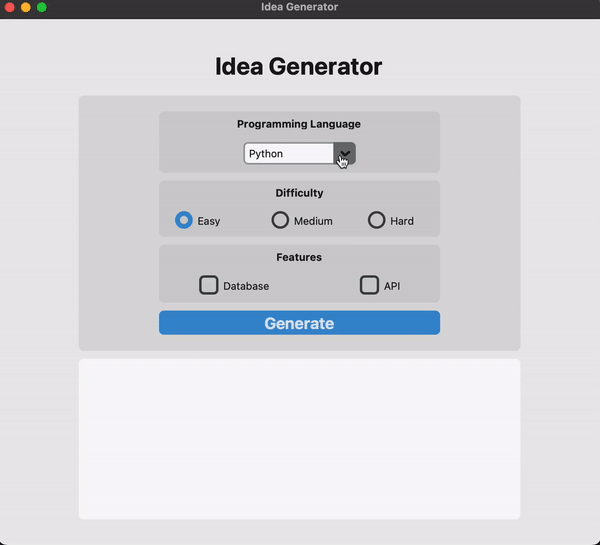 Idea Generator
Idea Generator
Programming Language
Python
Difficulty
Easy Medium Hard
Features
Database API
Generate